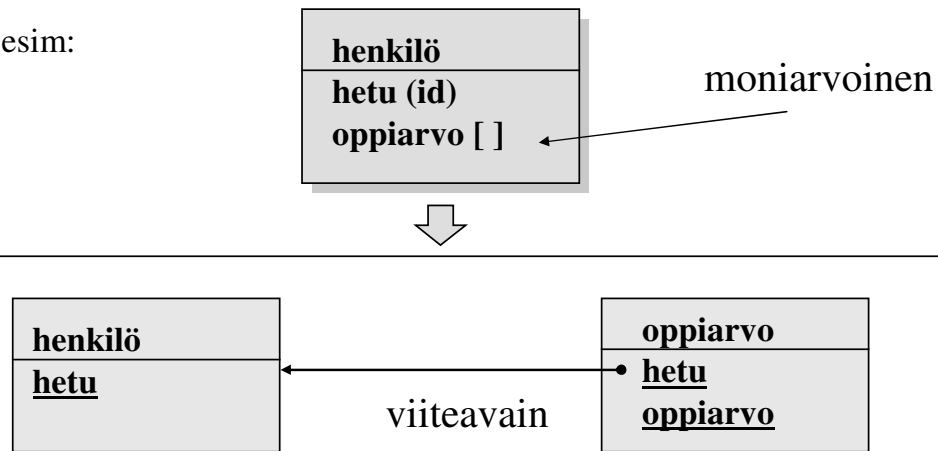 esim:
henkilö
hetu (id)
oppiarvo [ ]
moniarvoinen
henkilö
hetu
viiteavain
oppiarvo
hetu
oppiarvo